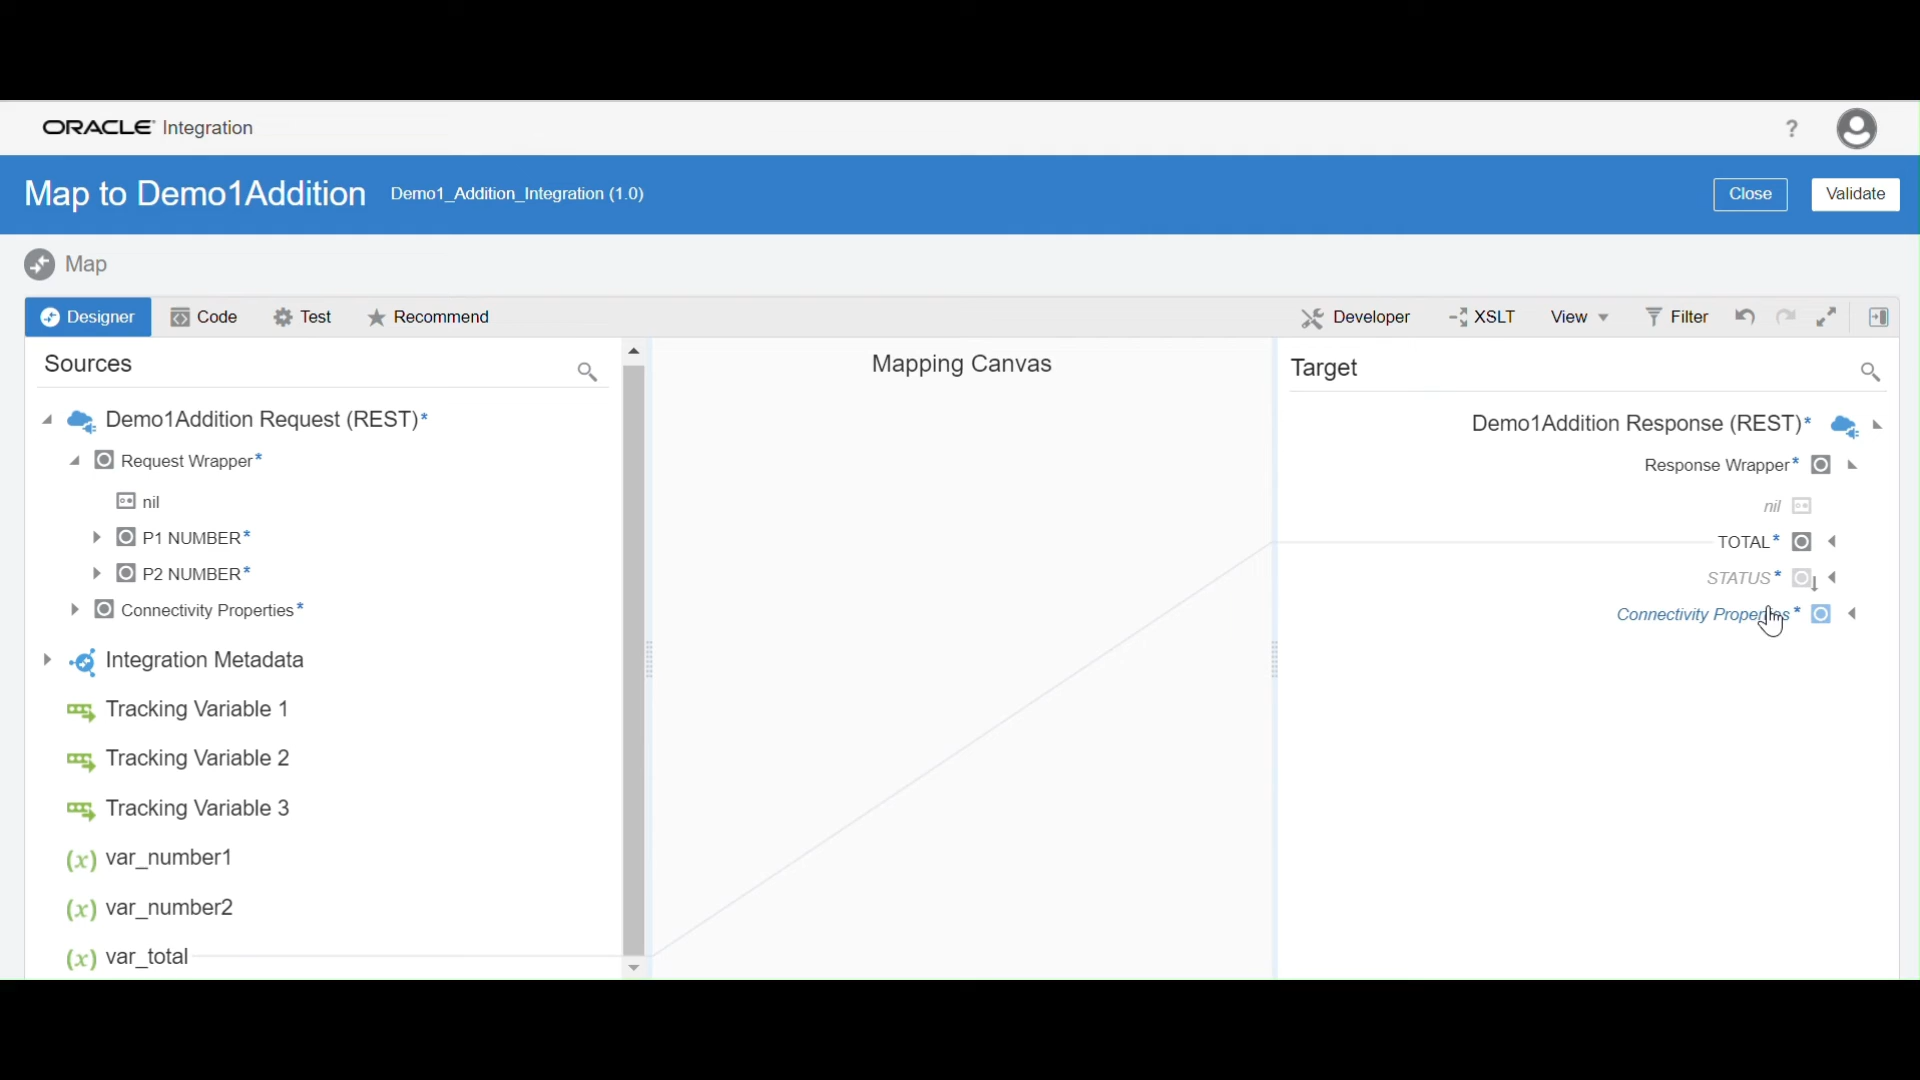 ORACLE Integration
?
Map to Demo1Addition Demo1_Addition_Integration (1.0) Close Validate
Map
Designer Code Test Recommend Developer XSLT View Filter
Sources
Demo1Addition Request (REST)*
Request Wrapper*
nil
P1 NUMBER*
P2 NUMBER*
Connectivity Properties*
Integration Metadata
Tracking Variable 1
Tracking Variable 2
Tracking Variable 3
(x) var_number1
(x) var_number2
(x) var_total
Mapping Canvas
Target
Demo1Addition Response (REST)*
Response Wrapper*
nil
TOTAL*
STATUS*
Connectivity Properties*